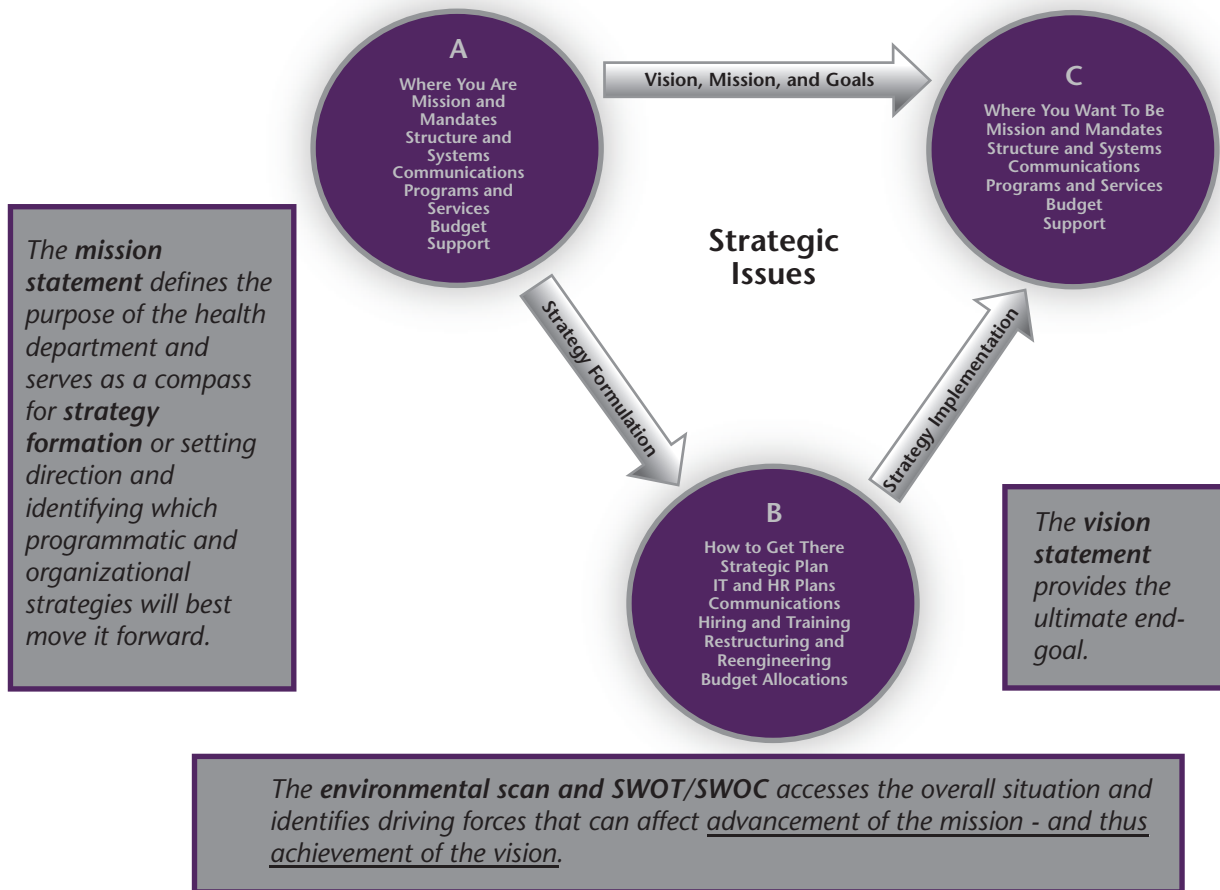 A
Where You Are
Mission and
Mandates
Structure and
Systems
Communications
Programs and
Services
Budget
Support
Vision, Mission, and Goals
C
Where You Want To Be
Mission and Mandates
Structure and Systems
Communications
Programs and Services
Budget
Support
Strategic
Issues
The mission
statement defines the
purpose of the health
department and
serves as a compass
for strategy
formation or setting
direction and
identifying which
programmatic and
organizational
strategies will best
move it forward.
Strategy Formulation
Strategy Implementation
B
How to Get There
Strategic Plan
IT and HR Plans
Communications
Hiring and Training
Restructuring and
Reengineering
Budget Allocations
The vision
statement
provides the
ultimate end-
goal.
The environmental scan and SWOT/SWOC accesses the overall situation and
identifies driving forces that can affect advancement of the mission - and thus
achievement of the vision.